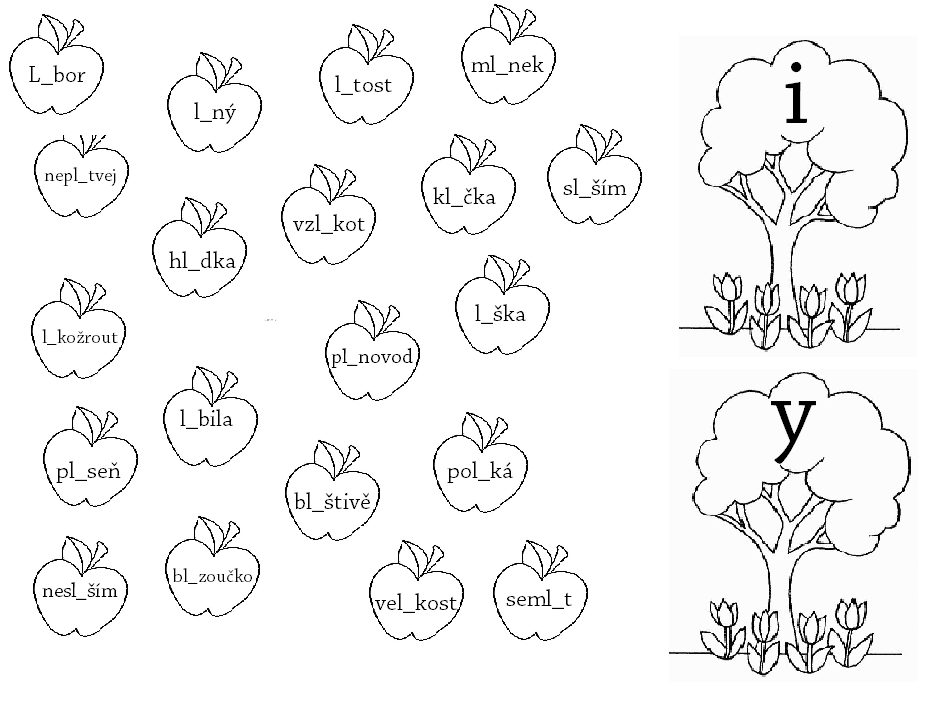 L_bor
l_ný
l_tost
ml_nek
i
nepl_tvej
hl_dka
vzl_kot
kl_čka
sl_ším
l_kožrout
pl_novod
l_ška
pl_seň
l_bila
bl_štivě
pol_ká
y
nesl_ším
bl_zoučko
vel_kost
seml_t